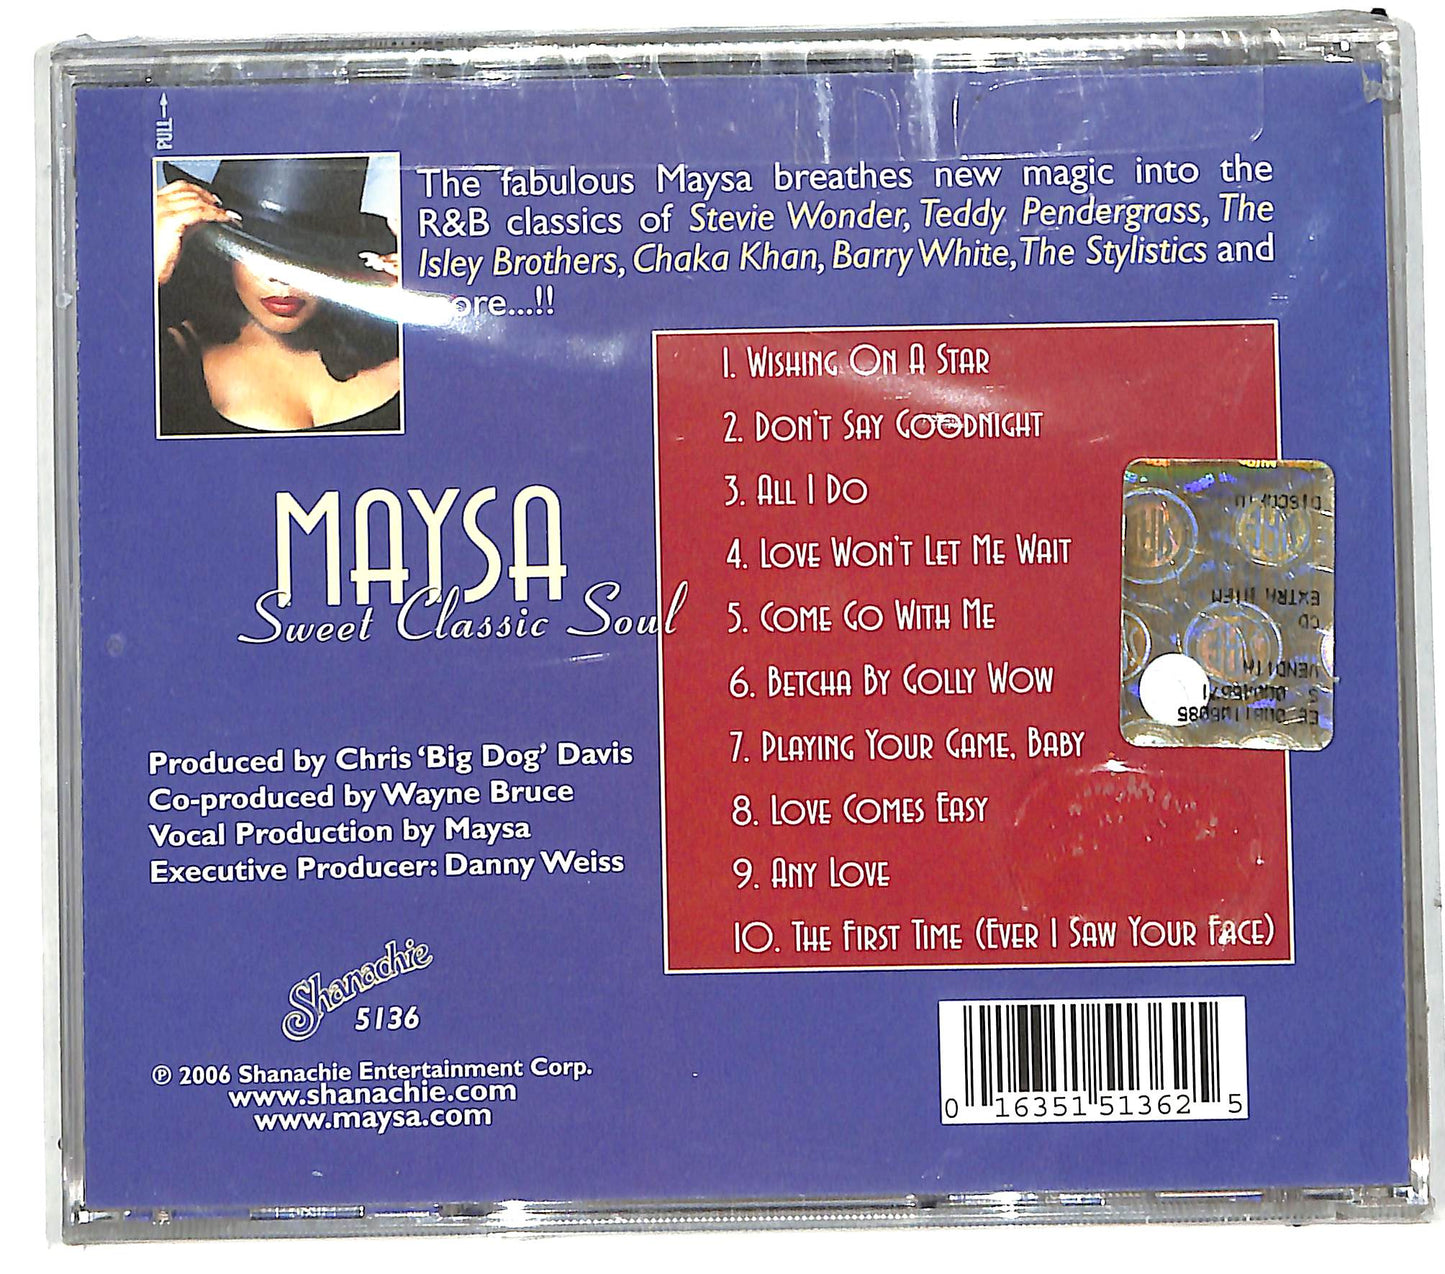 PULL
The fabulous Maysa breathes new magic into the
R&B classics of Stevie Wonder, Teddy Pendergrass, The
Isley Brothers, Chaka Khan, Barry White, The Stylistics and
...!!
1. WISHING ON A STAR
2. DON'T SAY GOODNIGHT
3. ALL I DO
4. LOVE WON'T LET ME WAIT
5. COME GO WITH ME
6. BETCHA BY GOLLY WOW
7. PLAYING YOUR GAME, BABY
8. LOVE COMES EASY
9. ANY LOVE
10. THE FIRST TIME (EVER I SAW YOUR FACE)
MAYSA
Sweet Classic Soul
Produced by Chris ‘Big Dog’ Davis
Co-produced by Wayne Bruce
Vocal Production by Maysa
Executive Producer: Danny Weiss
Shanachie
5136
℗ 2006 Shanachie Entertainment Corp.
www.shanachie.com
www.maysa.com
0 16351 51362 5
CD